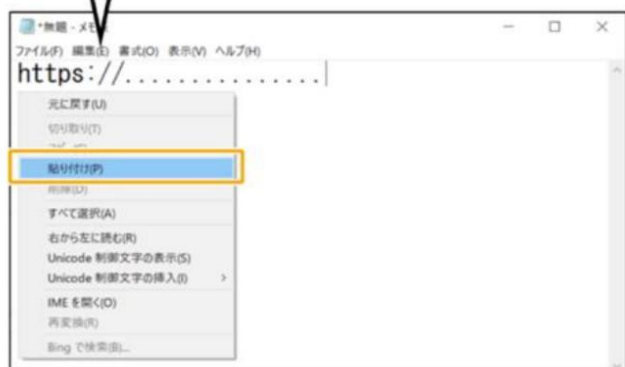 *無題 - メモ
ファイル(F) 編集(E) 書式(O) 表示(V) ヘルプ(H)
https://...............
元に戻す(U)
切り取り(T)
貼り付け(P)
削除(D)
すべて選択(A)
右から左に読む(R)
Unicode 制御文字の表示(S)
Unicode 制御文字の挿入(I)
IME を開く(O)
再変換(R)
Bing で検索(B)...